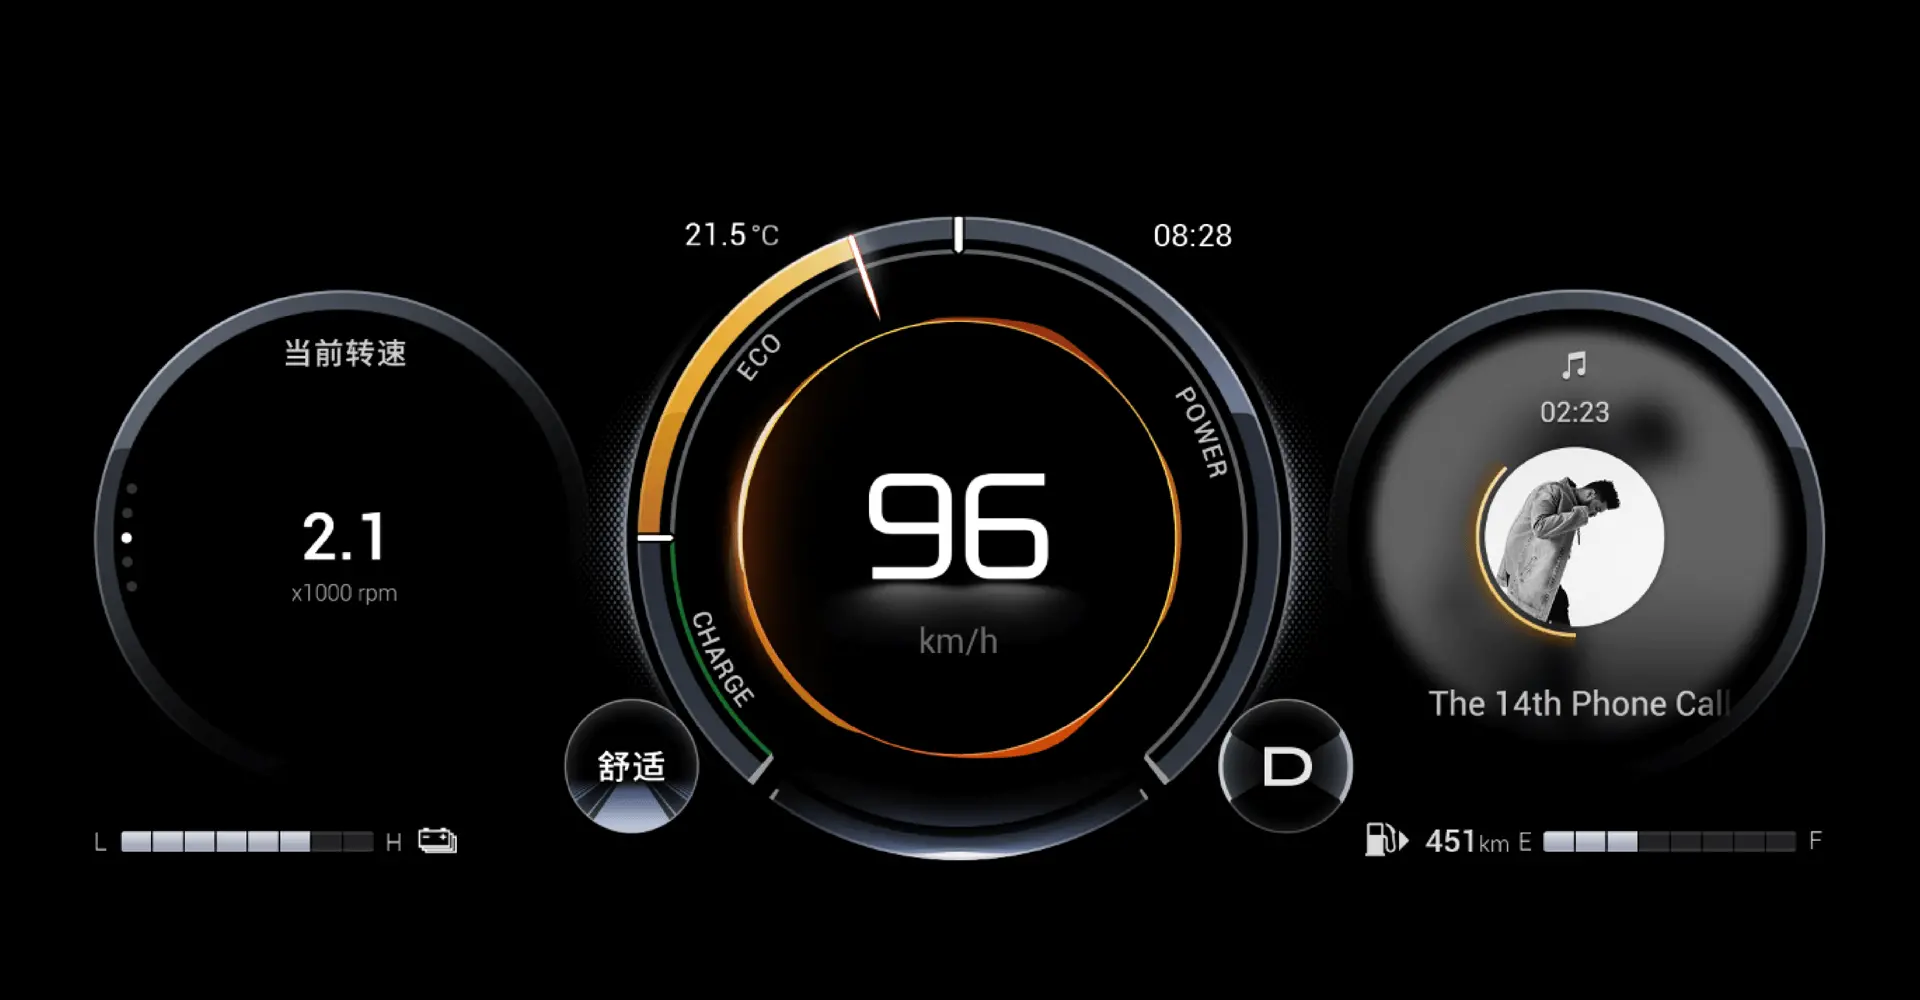 21.5°C
08:28
当前转速
2.1
x1000 rpm
ECO
POWER
CHARGE
96
km/h
02:23
The 14th Phone Call
舒适
D
L
H
451km
E
F